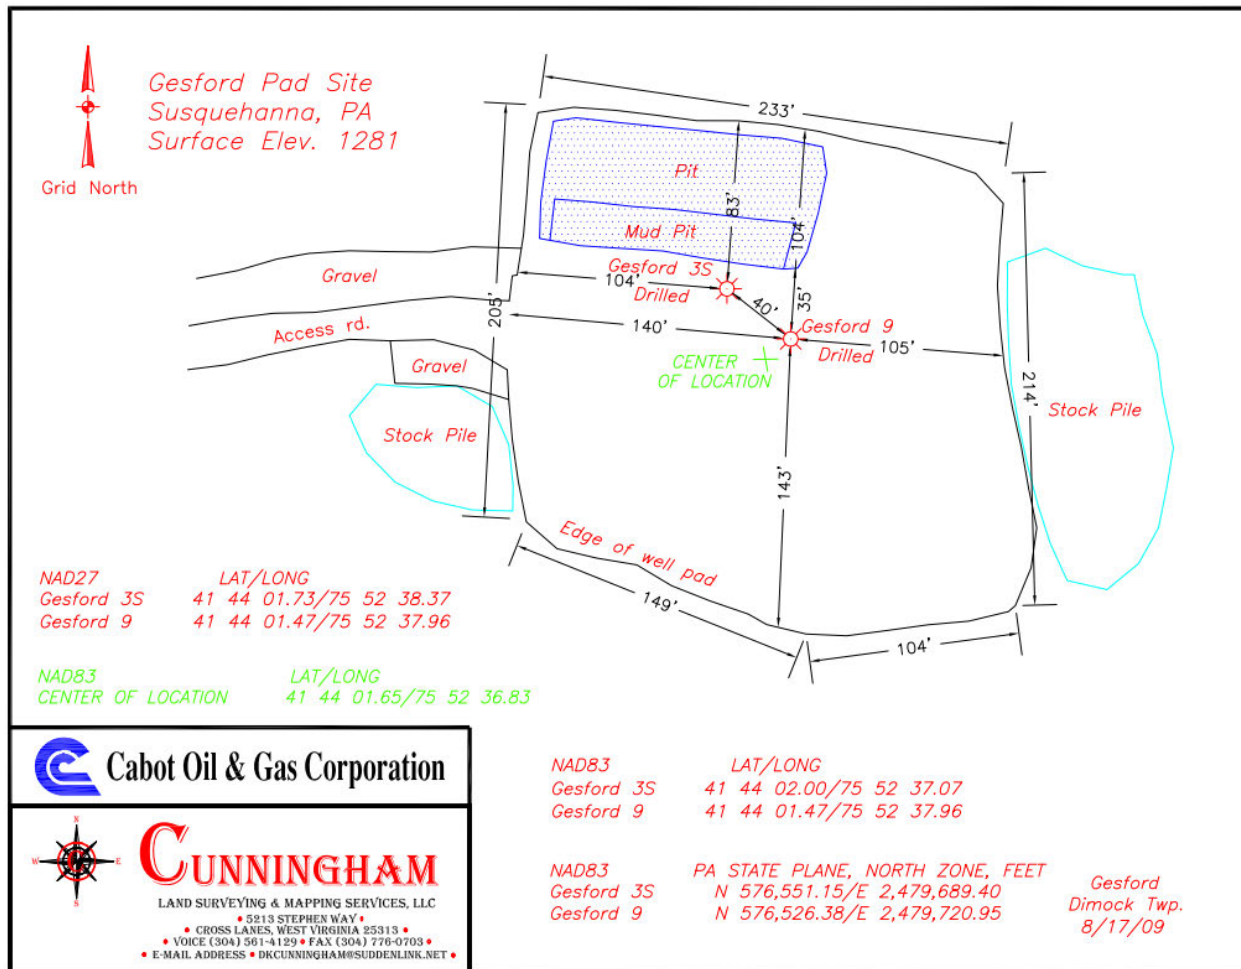 Gesford Pad Site
Susquehanna, PA
Surface Elev. 1281
Grid North
233'
Pit
83'
104'
Mud Pit
Gesford 3S
Drilled
104'
Gravel
205'
40'
35'
140'
Gesford 9
Drilled
105'
Access rd.
CENTER
OF LOCATION
Gravel
214'
Stock Pile
Stock Pile
143'
Edge of well pad
149'
104'
NAD27 LAT/LONG
Gesford 3S 41 44 01.73/75 52 38.37
Gesford 9 41 44 01.47/75 52 37.96
NAD83 LAT/LONG
CENTER OF LOCATION 41 44 01.65/75 52 36.83
Cabot Oil & Gas Corporation
N
W E
S
CUNNINGHAM
LAND SURVEYING & MAPPING SERVICES, LLC
• 5213 STEPHEN WAY •
• CROSS LANES, WEST VIRGINIA 25313 •
• VOICE (304) 561-4129 • FAX (304) 776-0703 •
• E-MAIL ADDRESS • DKCUNNINGHAM@SUDDENLINK.NET •
NAD83 LAT/LONG
Gesford 3S 41 44 02.00/75 52 37.07
Gesford 9 41 44 01.47/75 52 37.96
NAD83 PA STATE PLANE, NORTH ZONE, FEET
Gesford 3S N 576,551.15/E 2,479,689.40
Gesford 9 N 576,526.38/E 2,479,720.95
Gesford
Dimock Twp.
8/17/09